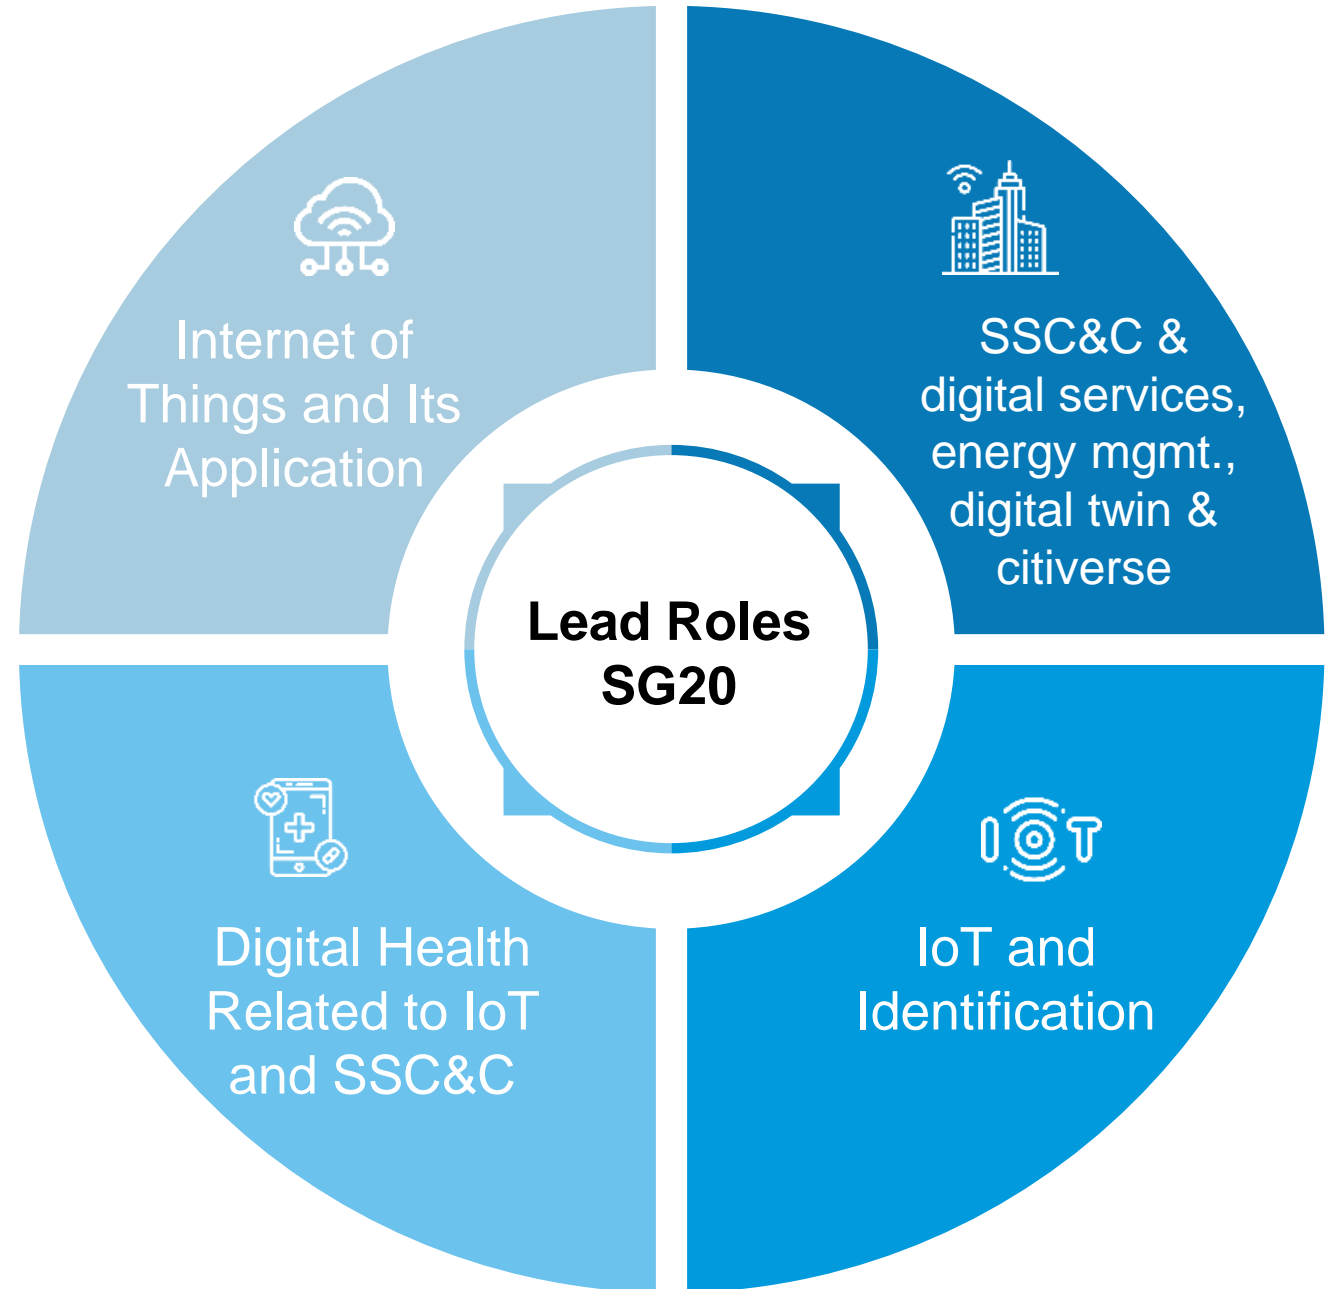 Internet of
Things and Its
Application
SSC&C &
digital services,
energy mgmt.,
digital twin &
citiverse
Lead Roles
SG20
Digital Health
Related to IoT
and SSC&C
IOT
IoT and
Identification